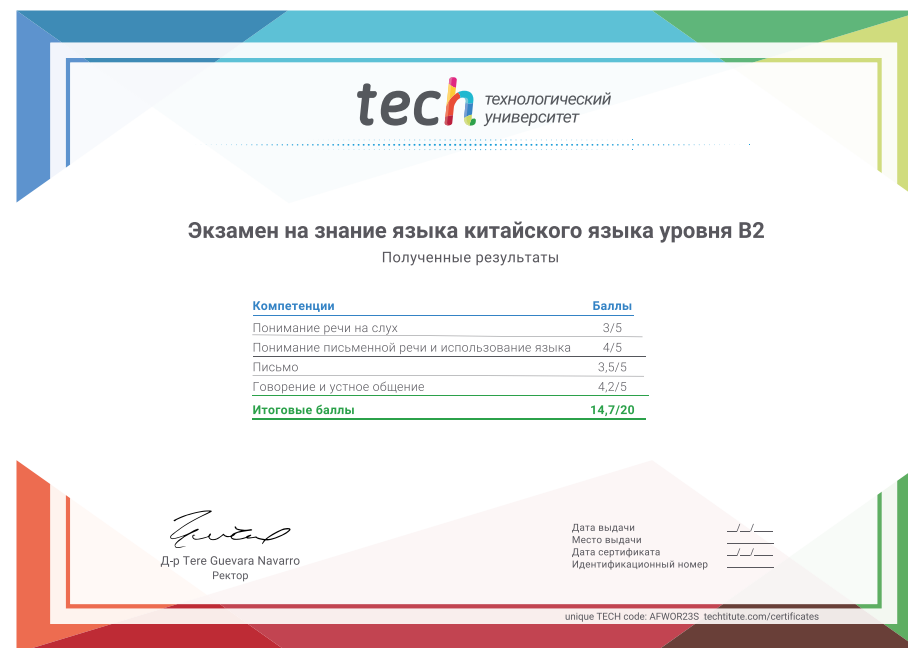 tech технологический
университет
Экзамен на знание языка китайского языка уровня B2
Полученные результаты
Компетенции Баллы
Понимание речи на слух 3/5
Понимание письменной речи и использование языка 4/5
Письмо 3,5/5
Говорение и устное общение 4,2/5
Итоговые баллы 14,7/20
Д-р Tere Guevara Navarro
Ректор
Дата выдачи __/__/____
Место выдачи ________
Дата сертификата __/__/____
Идентификационный номер ________
unique TECH code: AFWOR23S techtitute.com/certificates